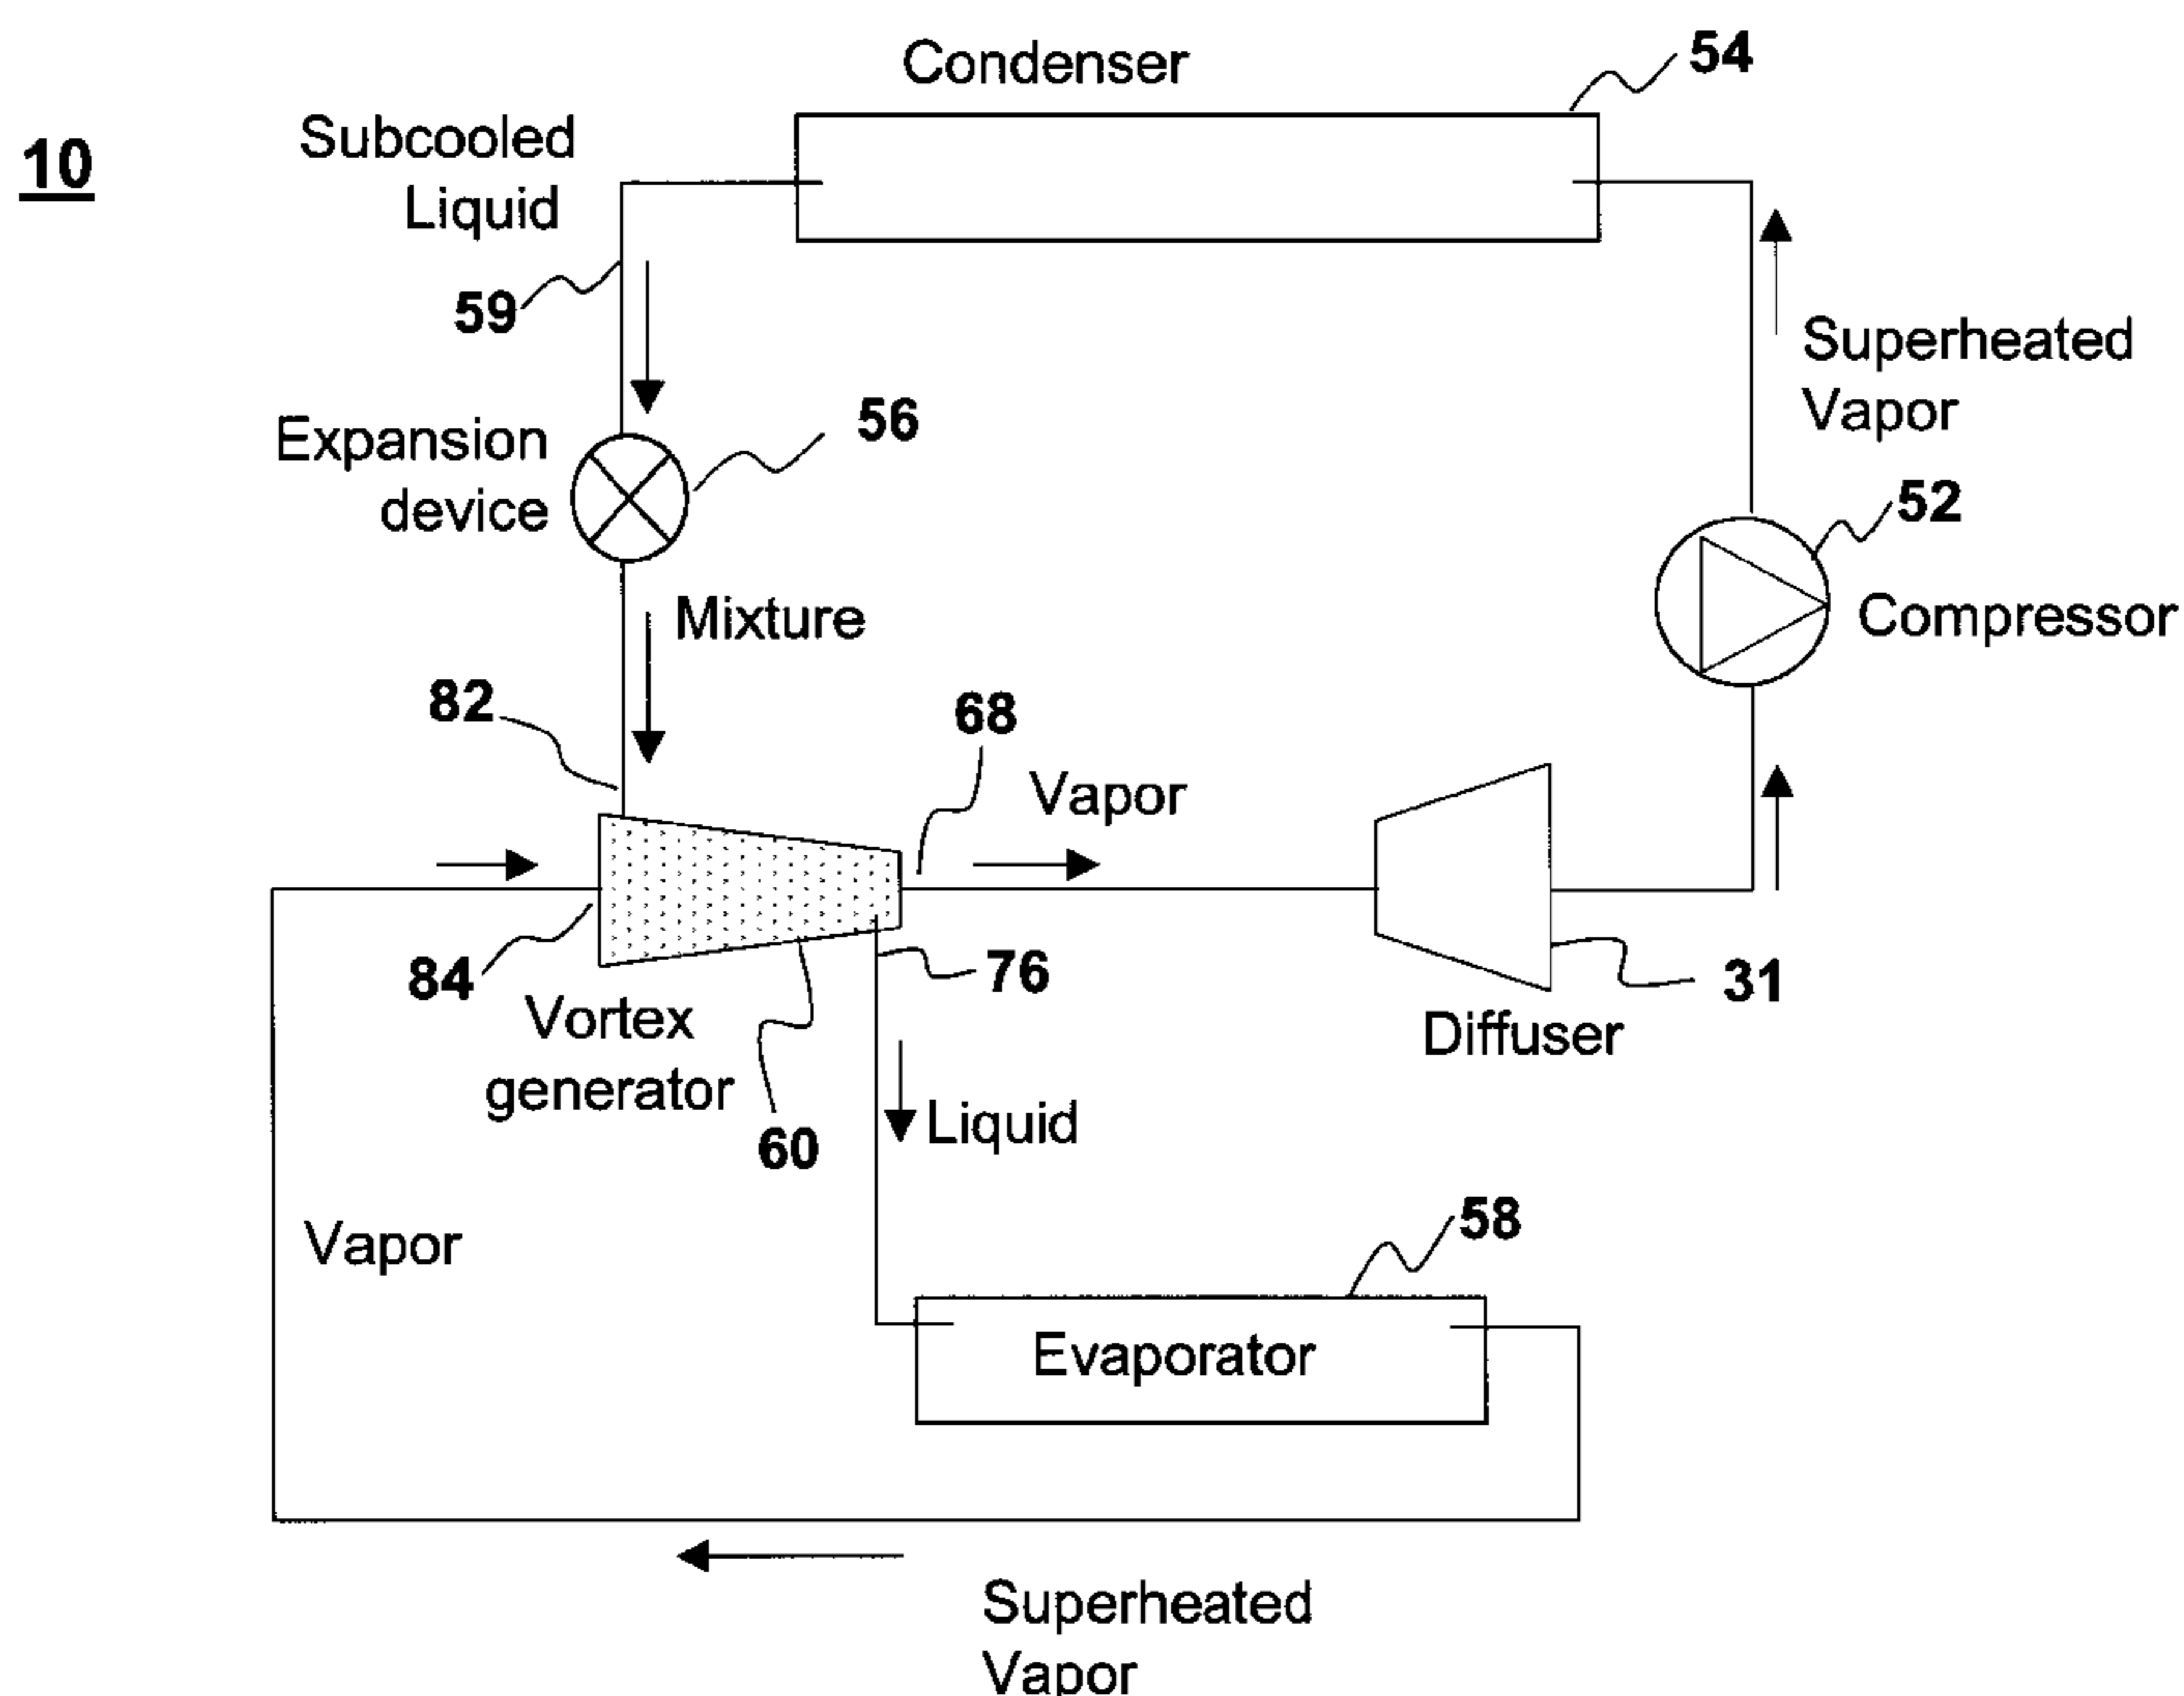 Condenser
54
10
Subcooled
Liquid
59
Superheated
Vapor
Expansion
device
56
52
Compressor
Mixture
82
68
Vapor
84
76
31
Vortex
generator
Diffuser
60
Liquid
Vapor
58
Evaporator
Superheated
Vapor